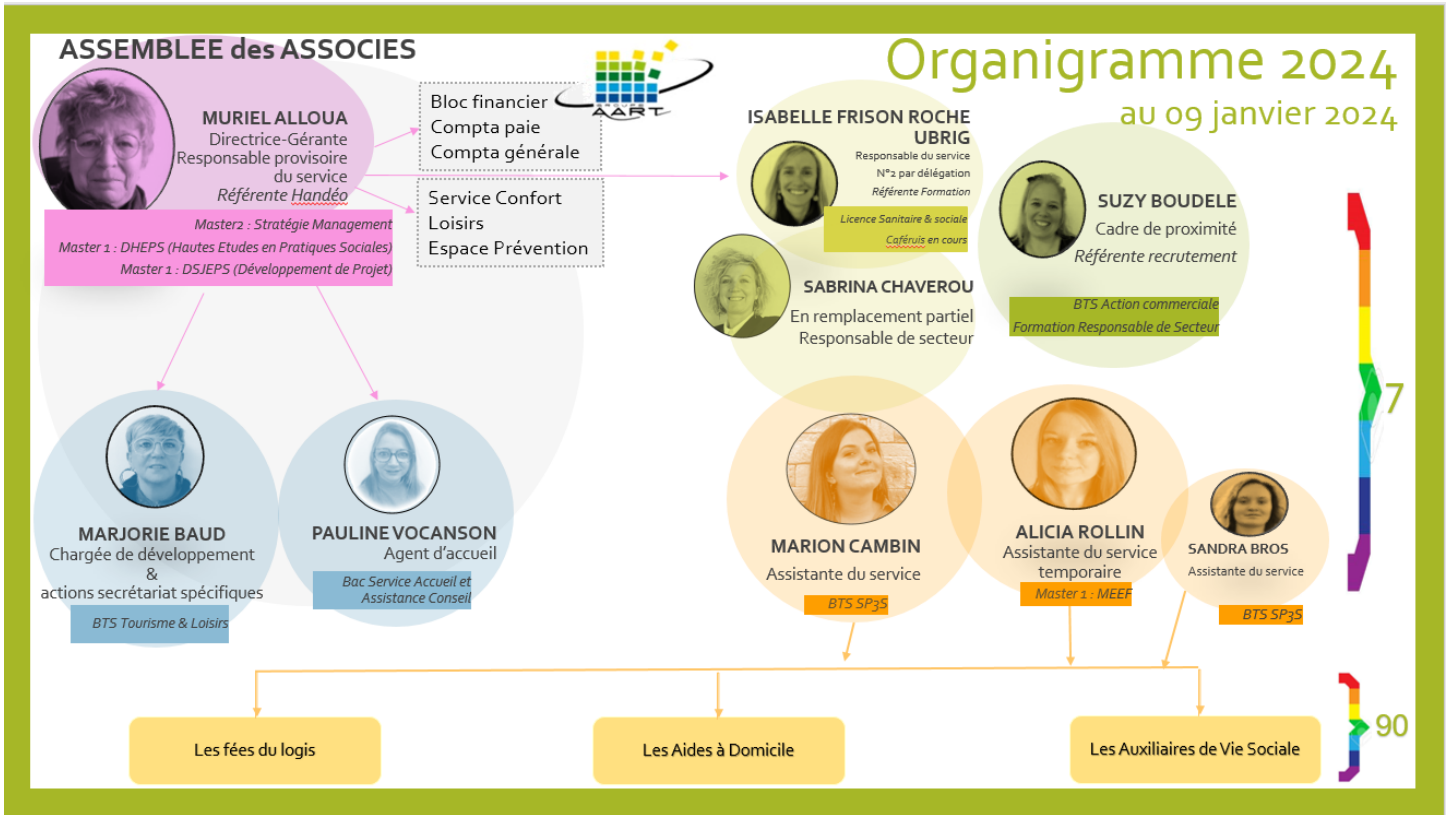 ASSEMBLEE des ASSOCIES
MURIEL ALLOUA
Directrice-Gérante
Responsable provisoire
du service
Référente Handéo
Master2 : Stratégie Management
Master 1 : DHEPS (Hautes Etudes en Pratiques Sociales)
Master 1 : DSJEPS (Développement de Projet)
Bloc financier
Compta paie
Compta générale
Service Confort
Loisirs
Espace Prévention
GROUPE
AART
Organigramme 2024
au 09 janvier 2024
ISABELLE FRISON ROCHE
UBRIG
Responsable du service
N°2 par délégation
Référente Formation
Licence Sanitaire & sociale
Caféruis en cours
SUZY BOUDELE
Cadre de proximité
Référente recrutement
BTS Action commerciale
Formation Responsable de Secteur
SABRINA CHAVEROU
En remplacement partiel
Responsable de secteur
7
MARJORIE BAUD
Chargée de développement
&
actions secrétariat spécifiques
BTS Tourisme & Loisirs
PAULINE VOCANSON
Agent d'accueil
Bac Service Accueil et
Assistance Conseil
MARION CAMBIN
Assistante du service
BTS SP3S
ALICIA ROLLIN
Assistante du service
temporaire
Master 1 : MEEF
SANDRA BROS
Assistante du service
BTS SP3S
Les fées du logis
Les Aides à Domicile
Les Auxiliaires de Vie Sociale
90